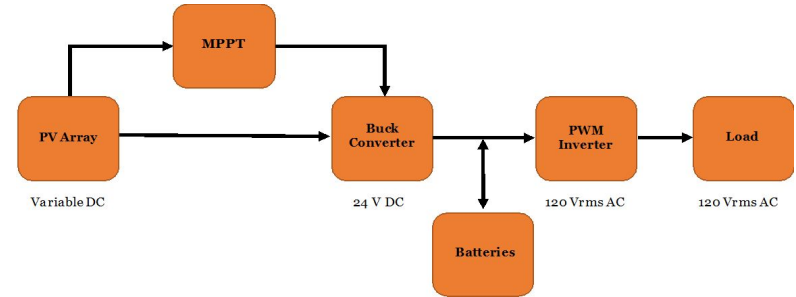 MPPT
PV Array
Buck
Converter
PWM
Inverter
Load
Variable DC
24 V DC
120 Vrms AC
120 Vrms AC
Batteries